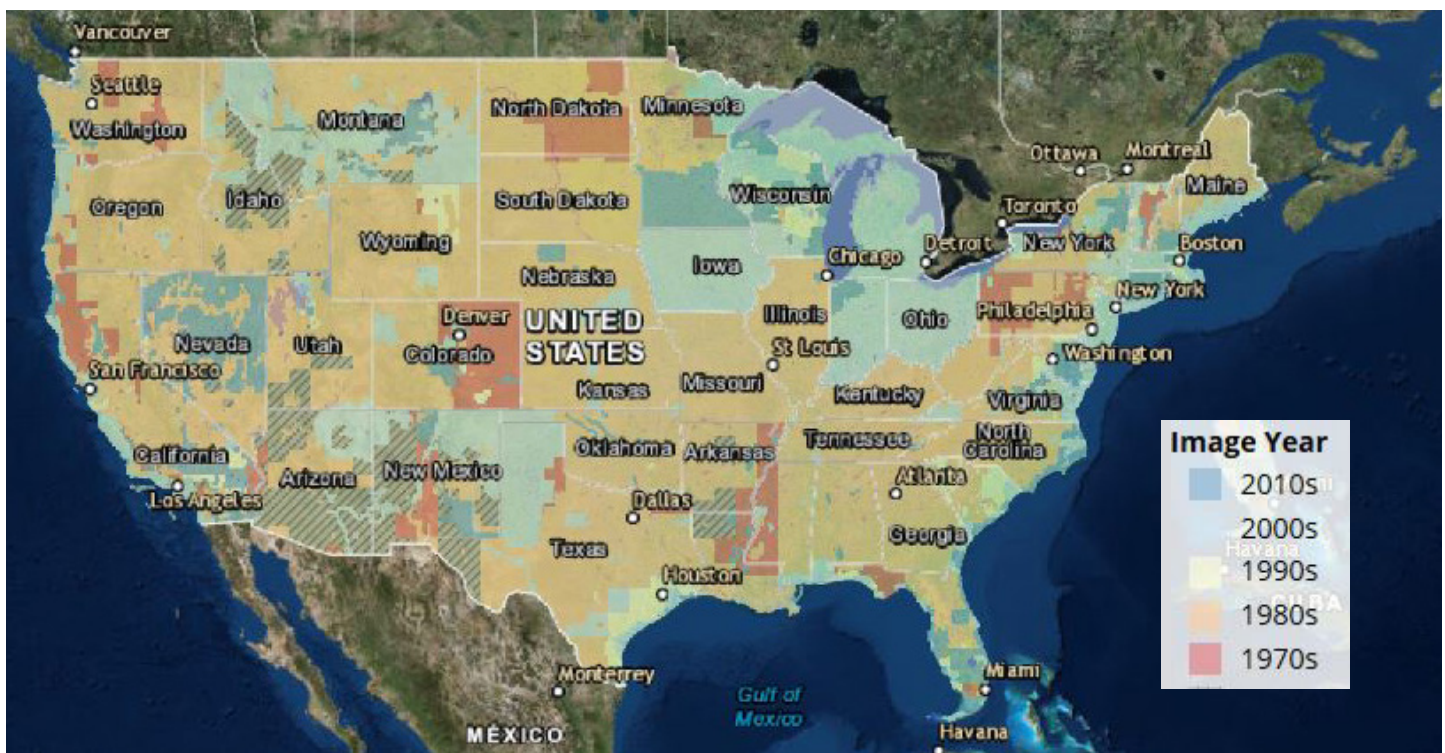 Vancouver
Seattle
Washington
Montana
North Dakota
Minnesota
Ottawa
Montreal
Maine
Oregon
Idaho
South Dakota
Wisconsin
Toronto
Wyoming
Detroit
New York
Boston
Chicago
Iowa
Nebraska
Denver
UNITED
STATES
Illinois
Ohio
Philadelphia
New York
Nevada
Utah
Colorado
St Louis
Washington
San Francisco
Kansas
Missouri
Kentucky
Virginia
California
Oklahoma
Arkansas
Tennessee
North
Carolina
Arizona
New Mexico
Los Angeles
Dallas
Atlanta
Texas
Georgia
Houston
Monterrey
Miami
Gulf of
Mexico
MÉXICO
Havana
Image Year
2010s
2000s
Havana
1990s
1980s
1970s